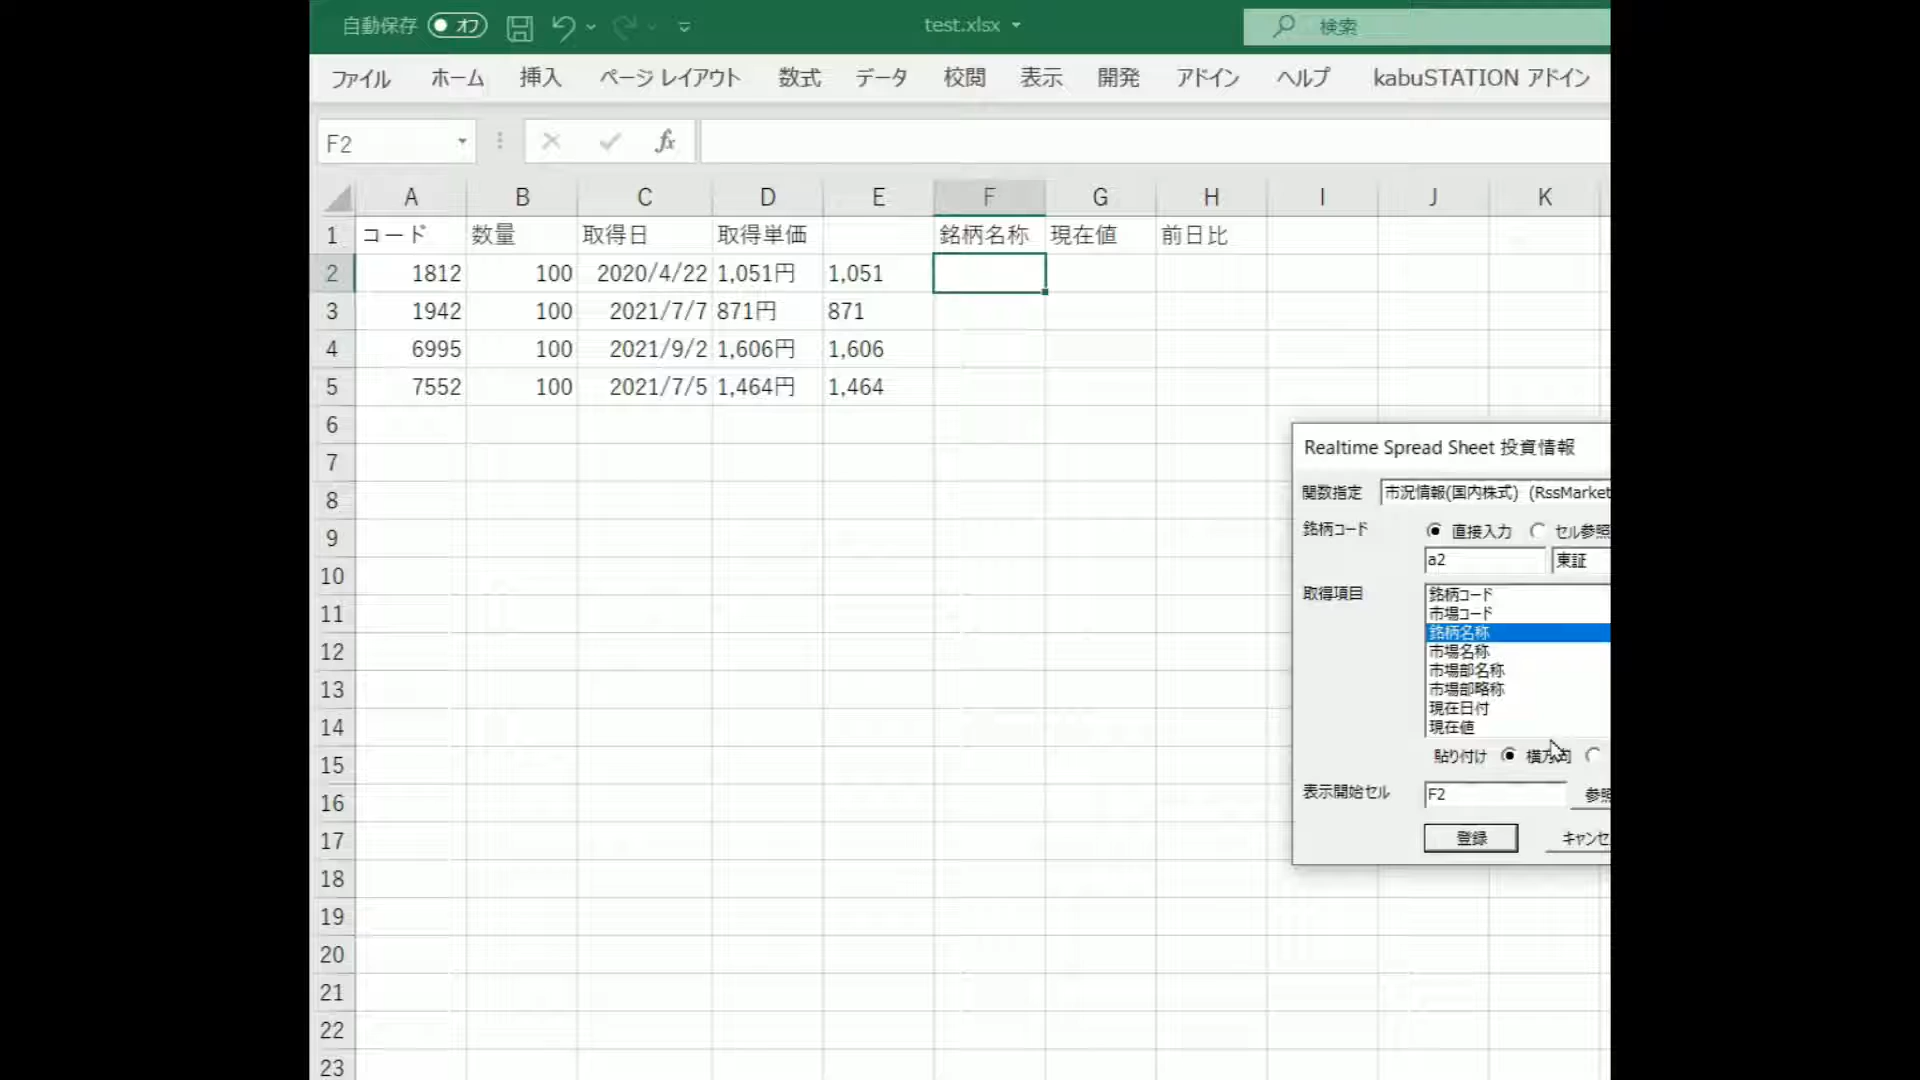 自動保存 オフ test.xlsx 検索
ファイル ホーム 挿入 ページ レイアウト 数式 データ 校閲 表示 開発 アドイン ヘルプ kabuSTATION アドイン
F2 fx
A B C D E F G H I J K
1 コード 数量 取得日 取得単価 銘柄名称 現在値 前日比
2 1812 100 2020/4/22 1,051円 1,051
3 1942 100 2021/7/7 871円 871
4 6995 100 2021/9/2 1,606円 1,606
5 7552 100 2021/7/5 1,464円 1,464
6
7
8
9
10
11
12
13
14
15
16
17
18
19
20
21
22
23
Realtime Spread Sheet 投資情報
関数指定 市況情報(国内株式) (RssMarket
銘柄コード 直接入力 セル参照
a2 東証
取得項目 銘柄コード
市場コード
銘柄名称
市場名称
市場部名称
市場部略称
現在日付
現在値
貼り付け 横方向
表示開始セル F2 参照
登録 キャンセ